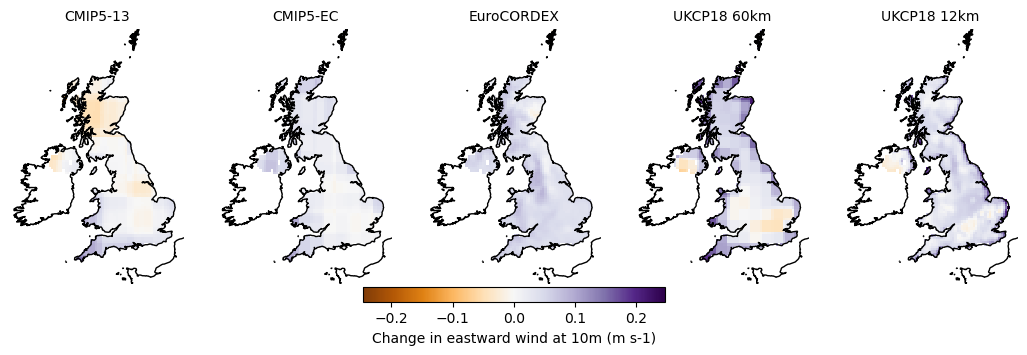 CMIP5-13 CMIP5-EC EuroCORDEX UKCP18 60km UKCP18 12km
−0.2 −0.1 0.0 0.1 0.2
Change in eastward wind at 10m (m s-1)